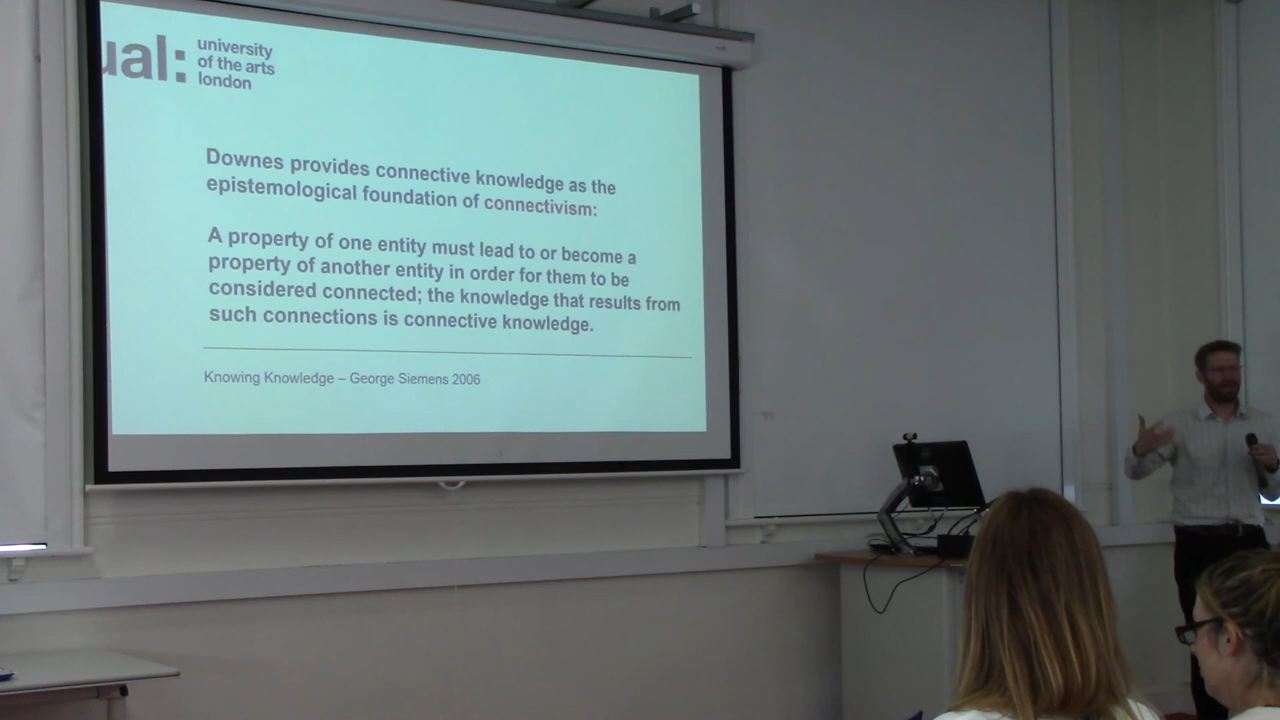 ual:
university
of the arts
london
Downes provides connective knowledge as the
epistemological foundation of connectivism:
A property of one entity must lead to or become a
property of another entity in order for them to be
considered connected; the knowledge that results from
such connections is connective knowledge.
Knowing Knowledge – George Siemens 2006